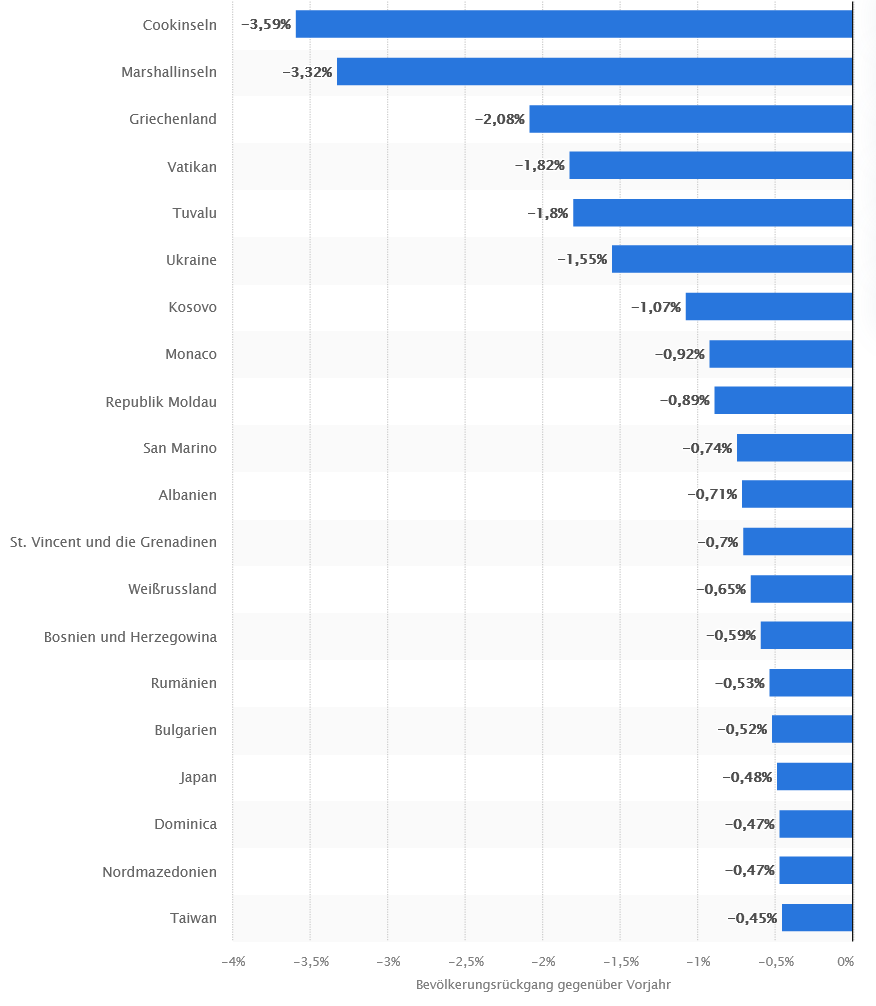 Cookinseln −3,59%
Marshallinseln −3,32%
Griechenland −2,08%
Vatikan −1,82%
Tuvalu −1,8%
Ukraine −1,55%
Kosovo −1,07%
Monaco −0,92%
Republik Moldau −0,89%
San Marino −0,74%
Albanien −0,71%
St. Vincent und die Grenadinen −0,7%
Weißrussland −0,65%
Bosnien und Herzegowina −0,59%
Rumänien −0,53%
Bulgarien −0,52%
Japan −0,48%
Dominica −0,47%
Nordmazedonien −0,47%
Taiwan −0,45%
−4% −3,5% −3% −2,5% −2% −1,5% −1% −0,5% 0%
Bevölkerungsrückgang gegenüber Vorjahr